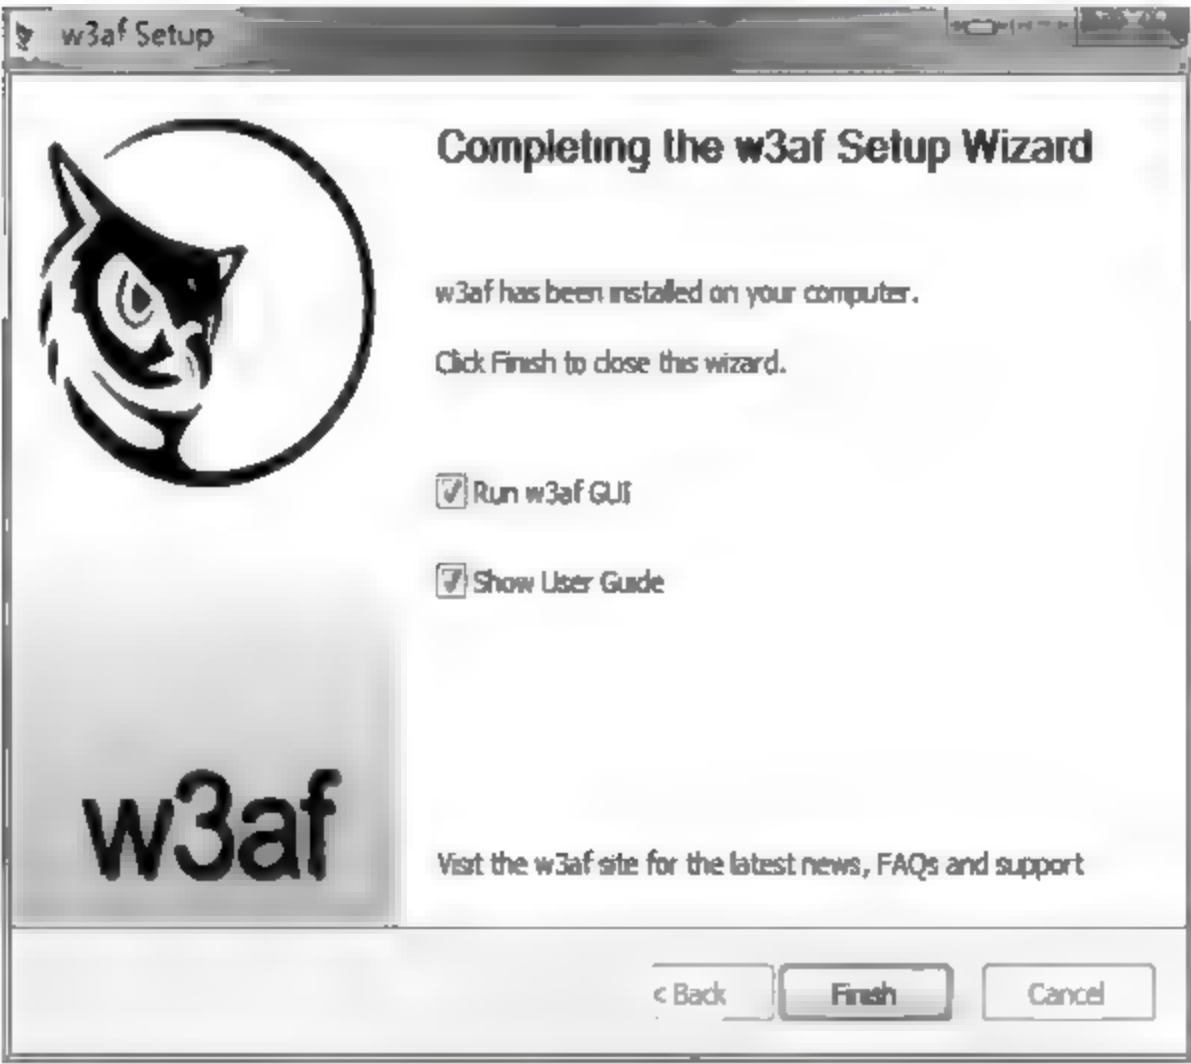 w3af Setup
Completing the w3af Setup Wizard
w3af has been installed on your computer.
Click Finish to close this wizard.
Run w3af GUI
Show User Guide
w3af
Visit the w3af site for the latest news, FAQs and support
< Back
Finish
Cancel